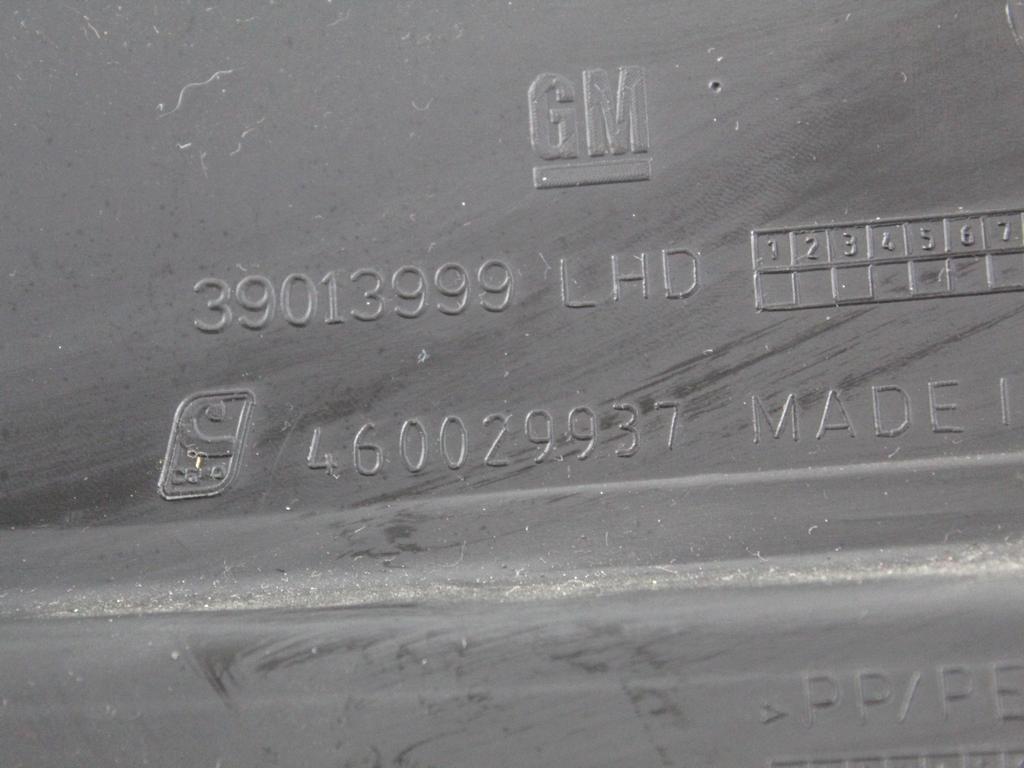 GM
39013999 LHD
1 2 3 4 5 6 7
460029937 MADE I
>PP/PE